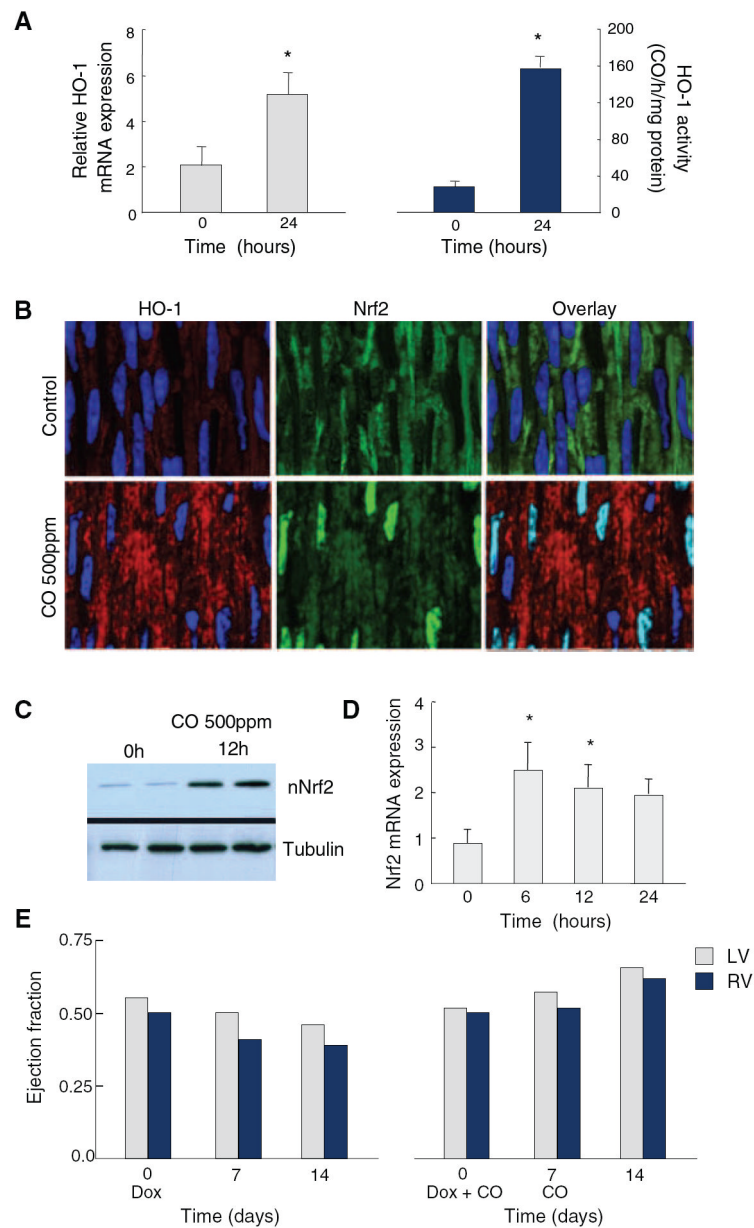 A
Relative HO-1
mRNA expression
8
6
4
2
0
*
0
24
Time (hours)
*
0
24
Time (hours)
200
160
120
80
40
0
HO-1 activity
(CO/h/mg protein)
B
HO-1
Nrf2
Overlay
Control
CO 500ppm
C
CO 500ppm
0h
12h
nNrf2
Tubulin
D
Nrf2 mRNA expression
4
3
2
1
0
*
*
0
6
12
24
Time (hours)
E
Ejection fraction
0.75
0.50
0.25
0.0
0
7
14
Dox
Time (days)
0
7
14
Dox + CO
CO
Time (days)
LV
RV